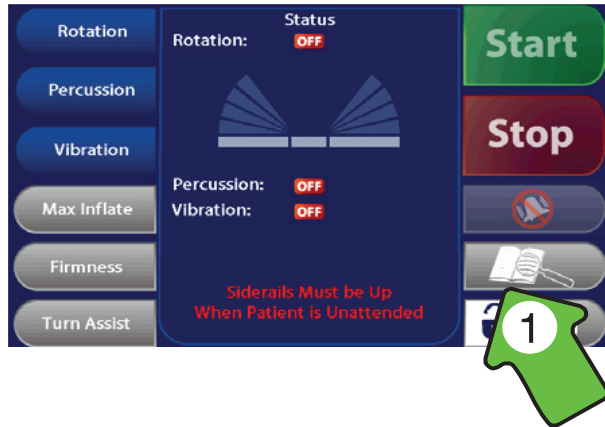 Rotation
Percussion
Vibration
Max Inflate
Firmness
Turn Assist
Status
Rotation: OFF
Percussion: OFF
Vibration: OFF
Siderails Must be Up
When Patient is Unattended
Start
Stop
1